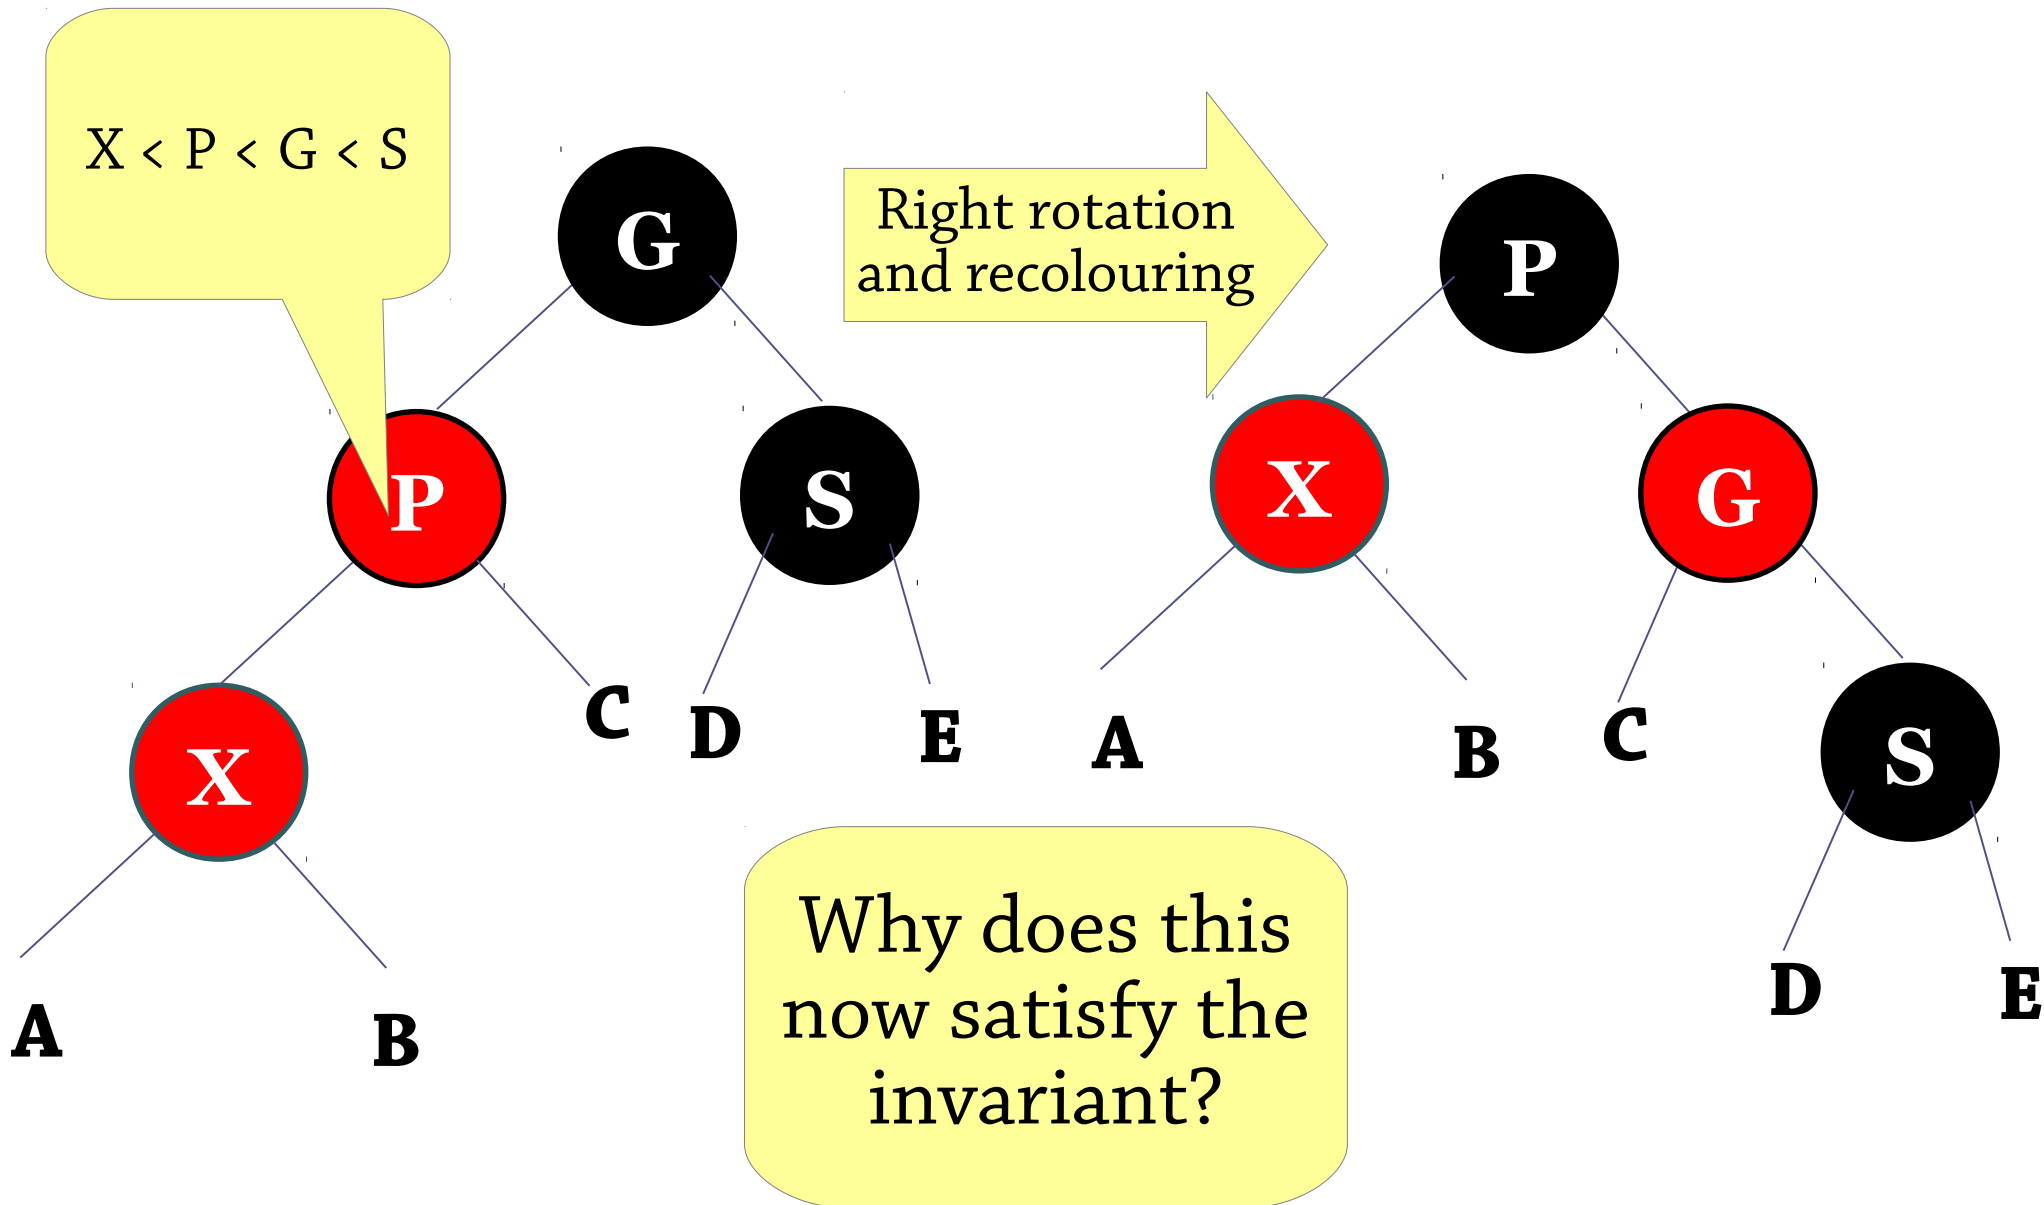 X < P < G < S
G
Right rotation
and recolouring
P
P
S
X
G
X
C
D
E
A
B
C
S
Why does this
now satisfy the
invariant?
A
B
D
E